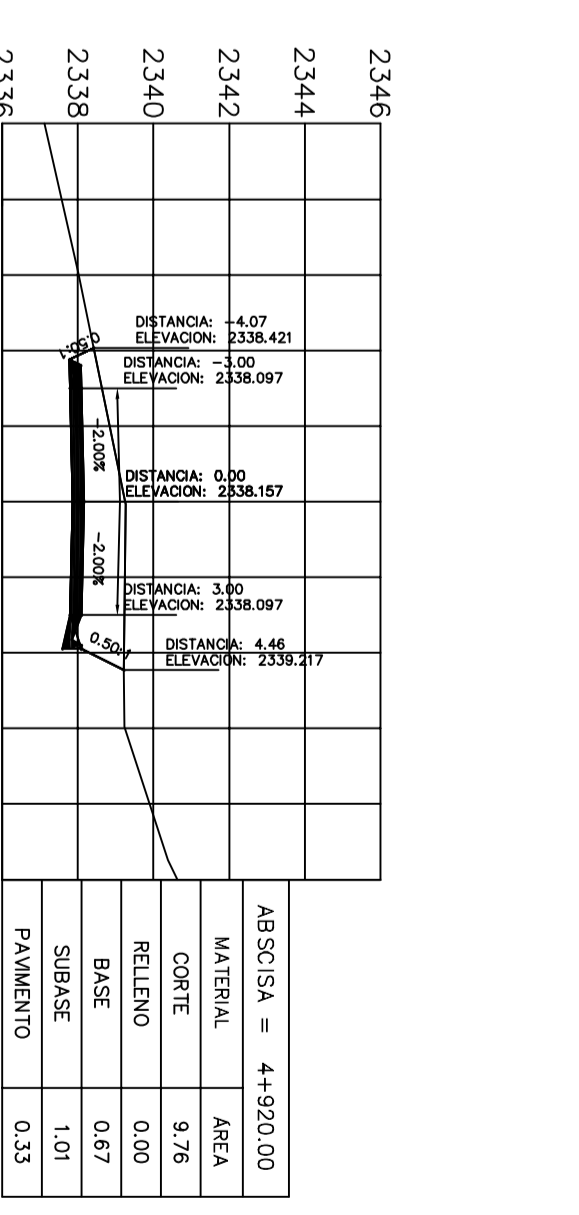 2346
2344
2342
2340
2338
2336
DISTANCIA: -4.07
ELEVACION: 2338.421
DISTANCIA: -3.00
ELEVACION: 2338.097
DISTANCIA: 0.00
ELEVACION: 2338.157
DISTANCIA: 3.00
ELEVACION: 2338.097
DISTANCIA: 4.46
ELEVACION: 2339.217
0.50:1
-2.00%
-2.00%
0.50:1
ABSCISA = 4+920.00
MATERIAL AREA
CORTE 9.76
RELLENO 0.00
BASE 0.67
SUBASE 1.01
PAVIMENTO 0.33